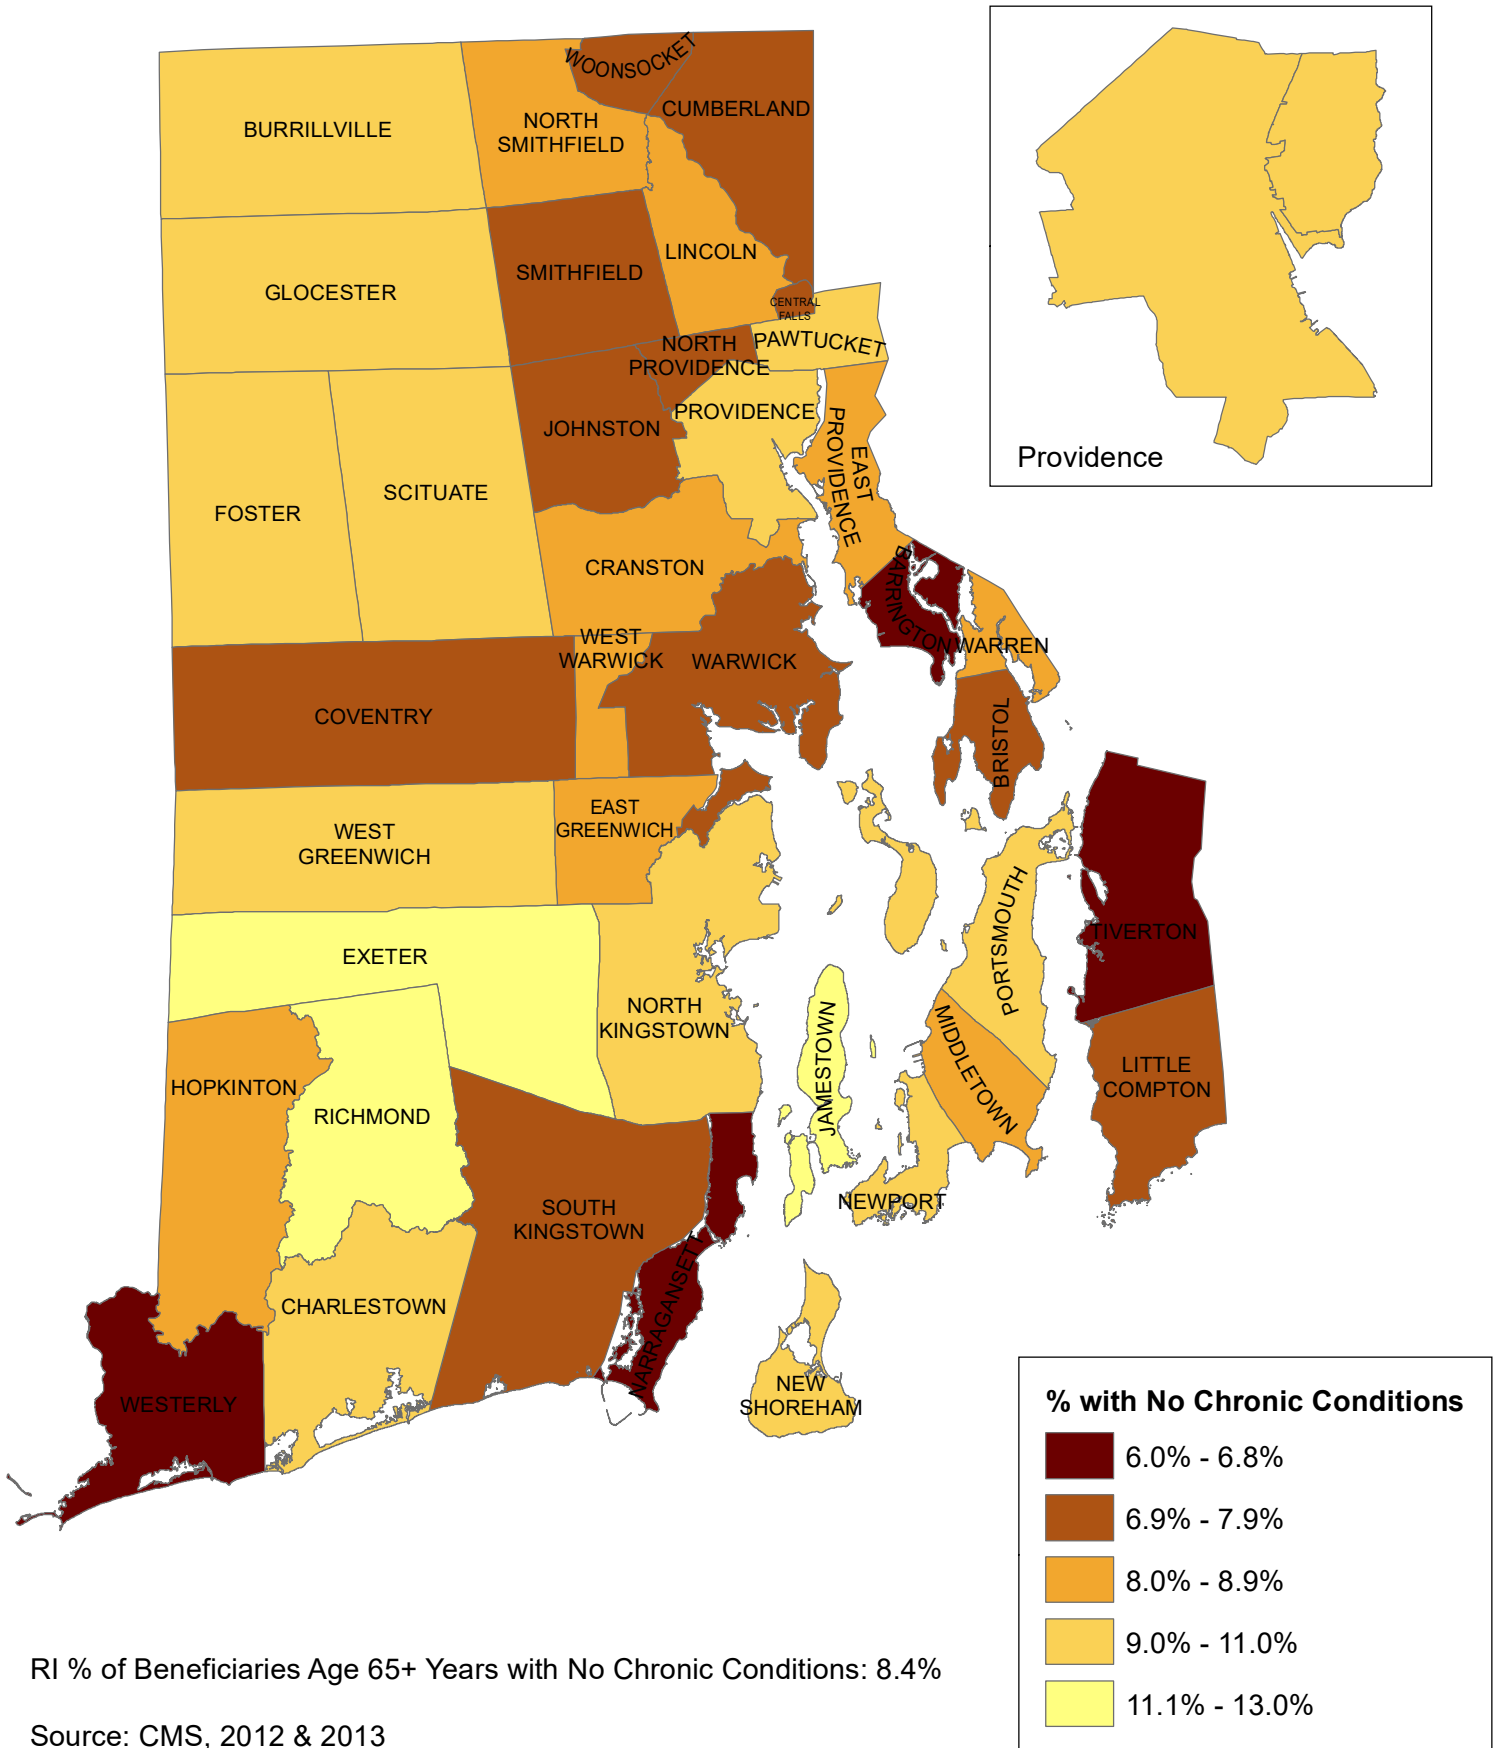 WOONSOCKET
CUMBERLAND
BURRILLVILLE
NORTH
SMITHFIELD
LINCOLN
SMITHFIELD
GLOCESTER
CENTRAL
FALLS
NORTH
PROVIDENCE
PAWTUCKET
PROVIDENCE
JOHNSTON
EAST
PROVIDENCE
SCITUATE
FOSTER
CRANSTON
BARRINGTON
WARREN
WEST
WARWICK
WARWICK
COVENTRY
BRISTOL
EAST
GREENWICH
WEST
GREENWICH
PORTSMOUTH
TIVERTON
EXETER
NORTH
KINGSTOWN
JAMESTOWN
MIDDLETOWN
LITTLE
COMPTON
HOPKINTON
RICHMOND
SOUTH
KINGSTOWN
NEWPORT
NARRAGANSETT
CHARLESTOWN
WESTERLY
NEW
SHOREHAM
Providence
% with No Chronic Conditions
6.0% - 6.8%
6.9% - 7.9%
8.0% - 8.9%
9.0% - 11.0%
11.1% - 13.0%
RI % of Beneficiaries Age 65+ Years with No Chronic Conditions: 8.4%
Source: CMS, 2012 & 2013